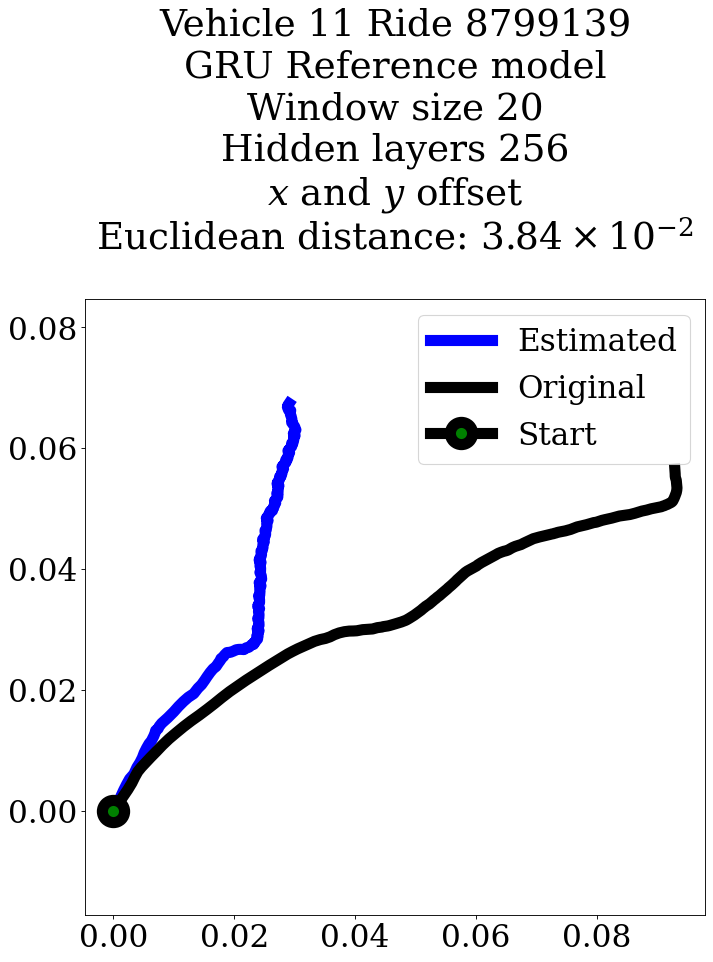 Vehicle 11 Ride 8799139
GRU Reference model
Window size 20
Hidden layers 256
x and y offset
Euclidean distance: 3.84 × 10⁻²
Estimated
Original
Start
0.08
0.06
0.04
0.02
0.00
0.00 0.02 0.04 0.06 0.08